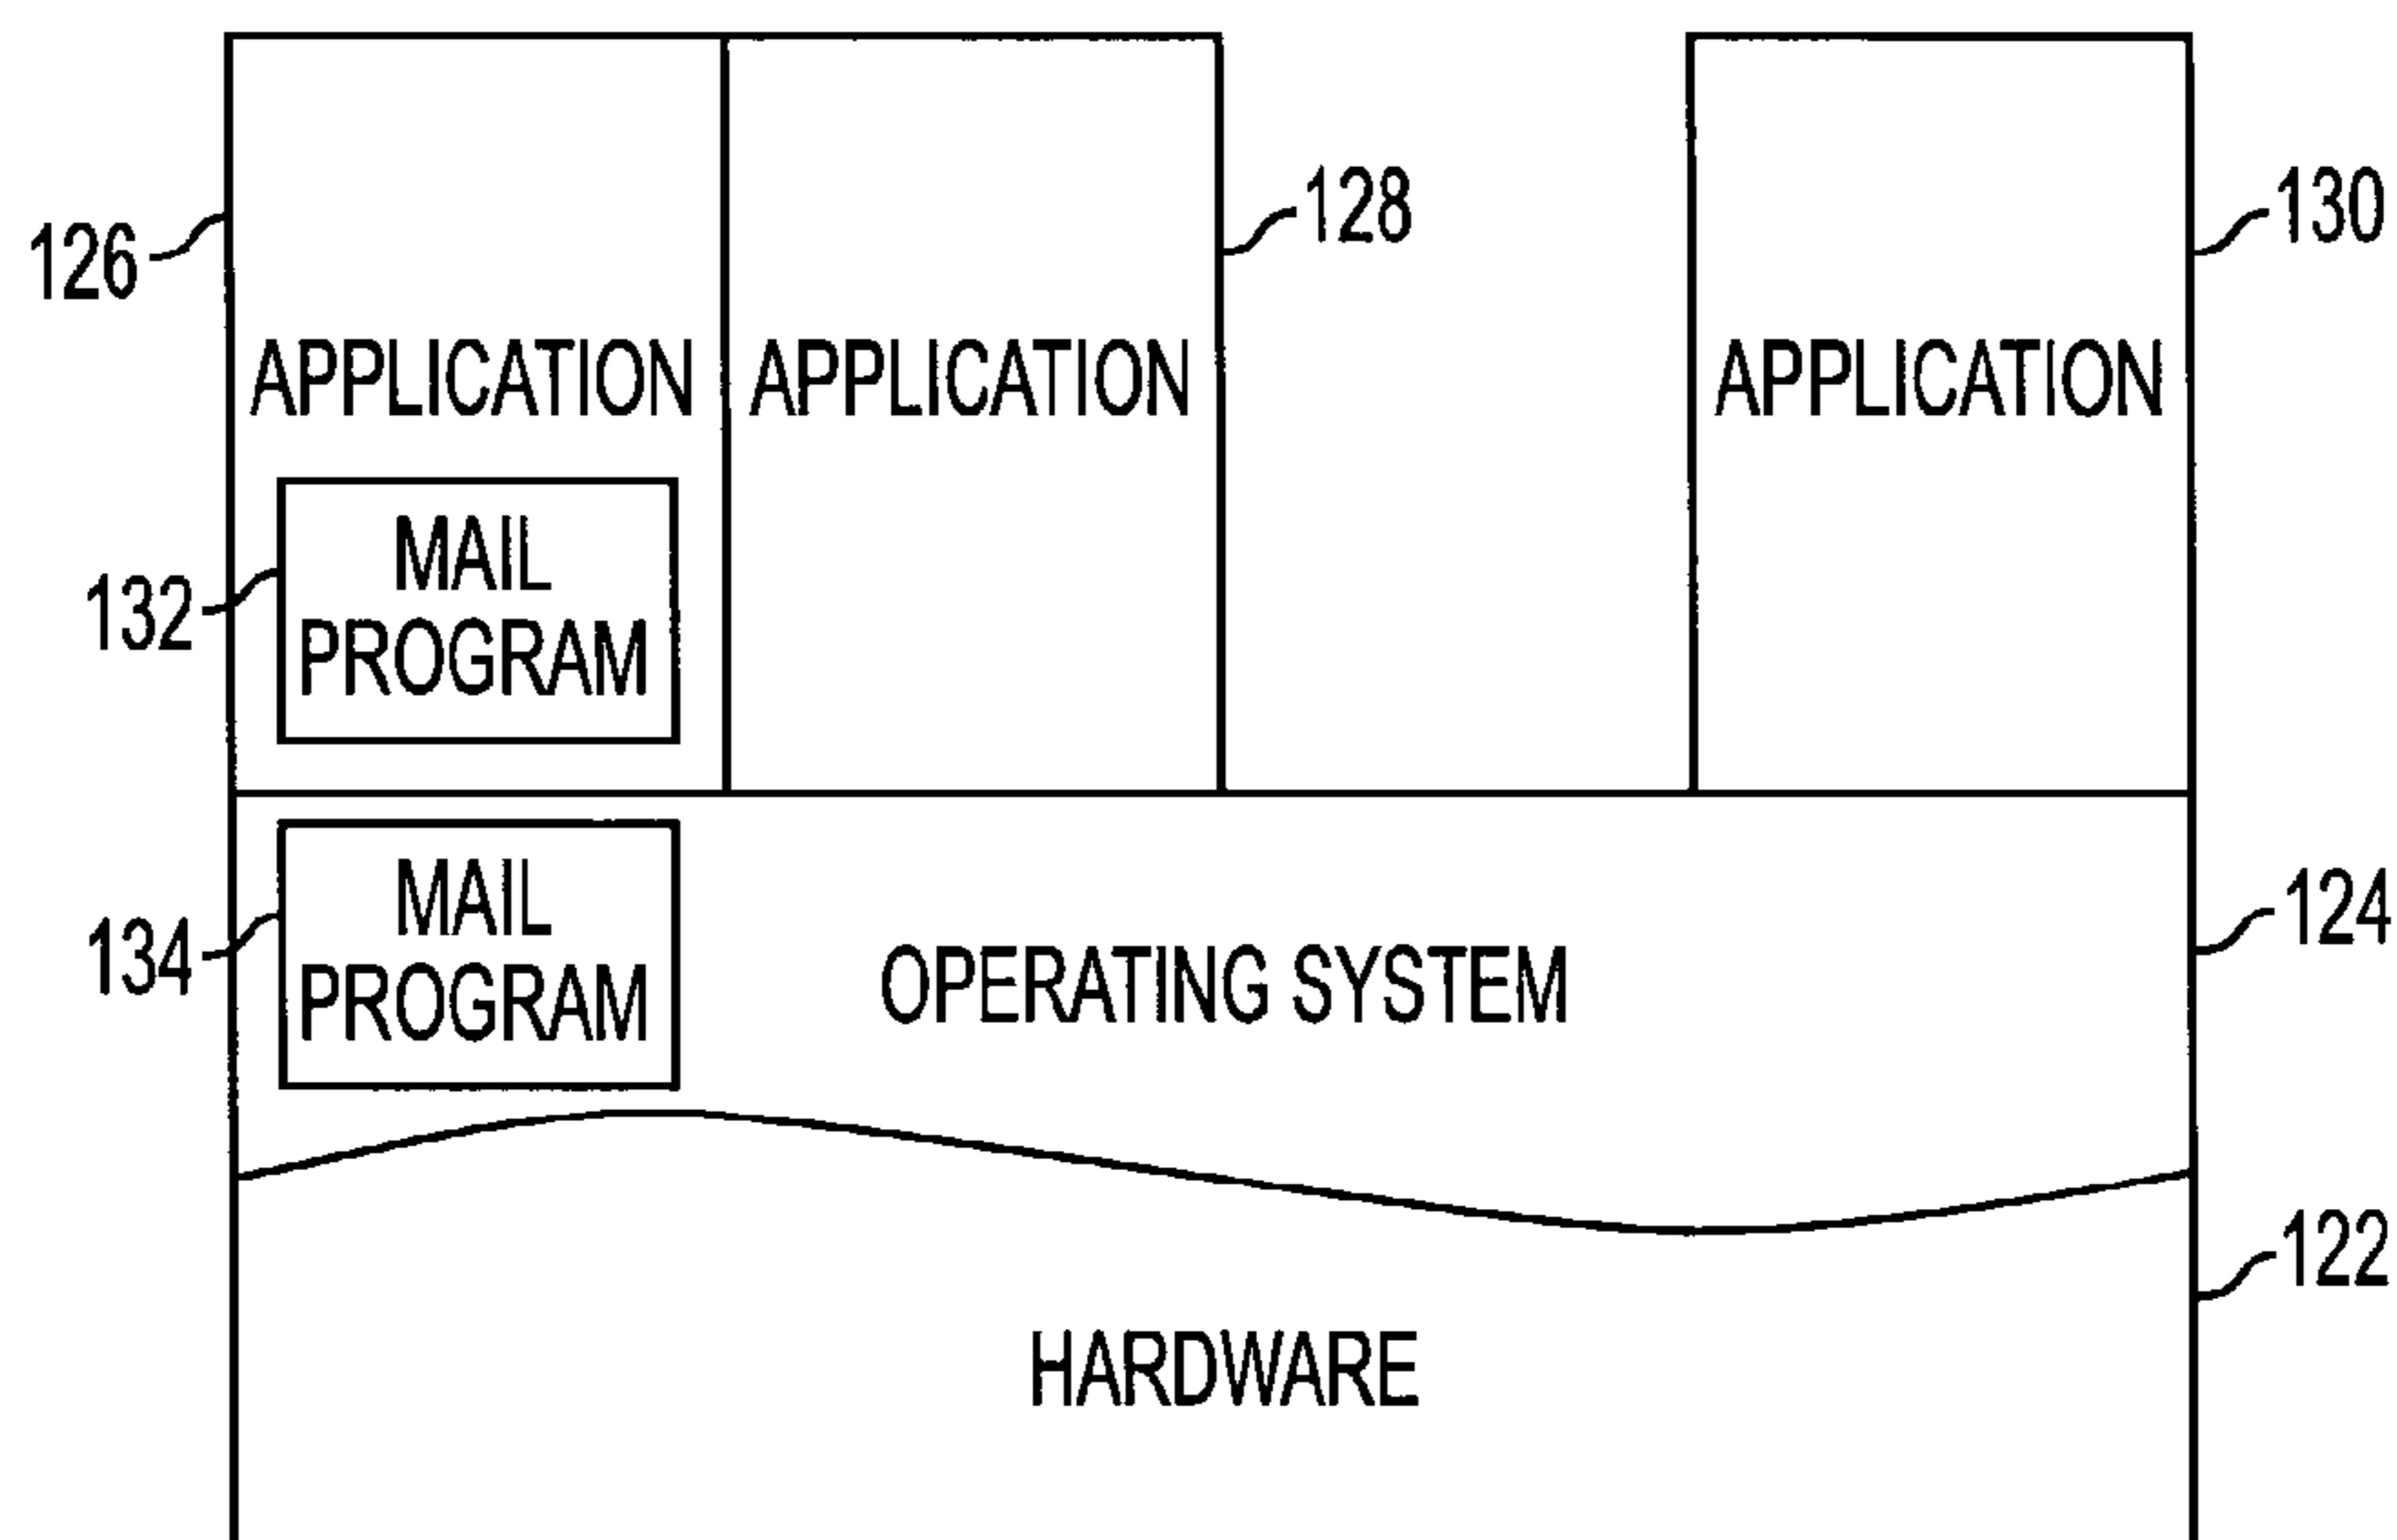 128
130
126
APPLICATION
APPLICATION
APPLICATION
MAIL
PROGRAM
132
MAIL
PROGRAM
134
OPERATING SYSTEM
124
122
HARDWARE